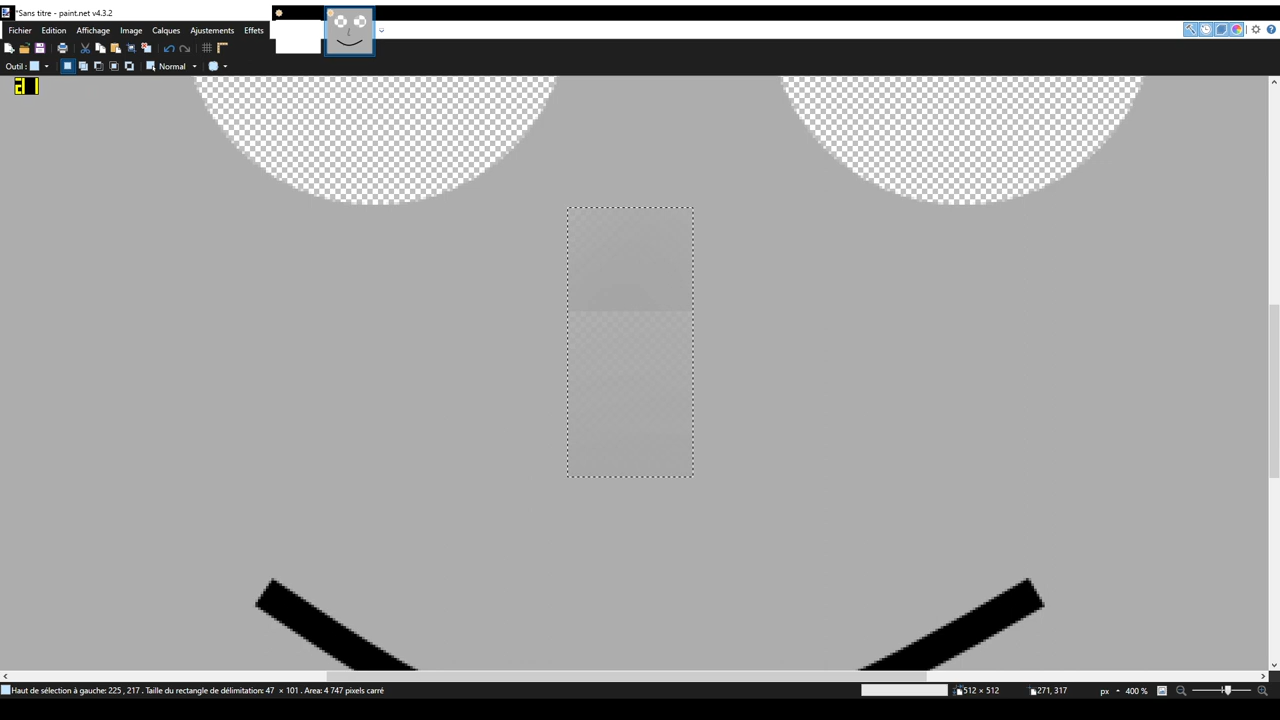 *Sans titre - paint.net v4.3.2
Fichier Edition Affichage Image Calques Ajustements Effets
Outil : Normal
Haut de sélection à gauche: 225 , 217 . Taille du rectangle de délimitation: 47 × 101 . Area: 4 747 pixels carré
512 × 512
271, 317
px
400 %